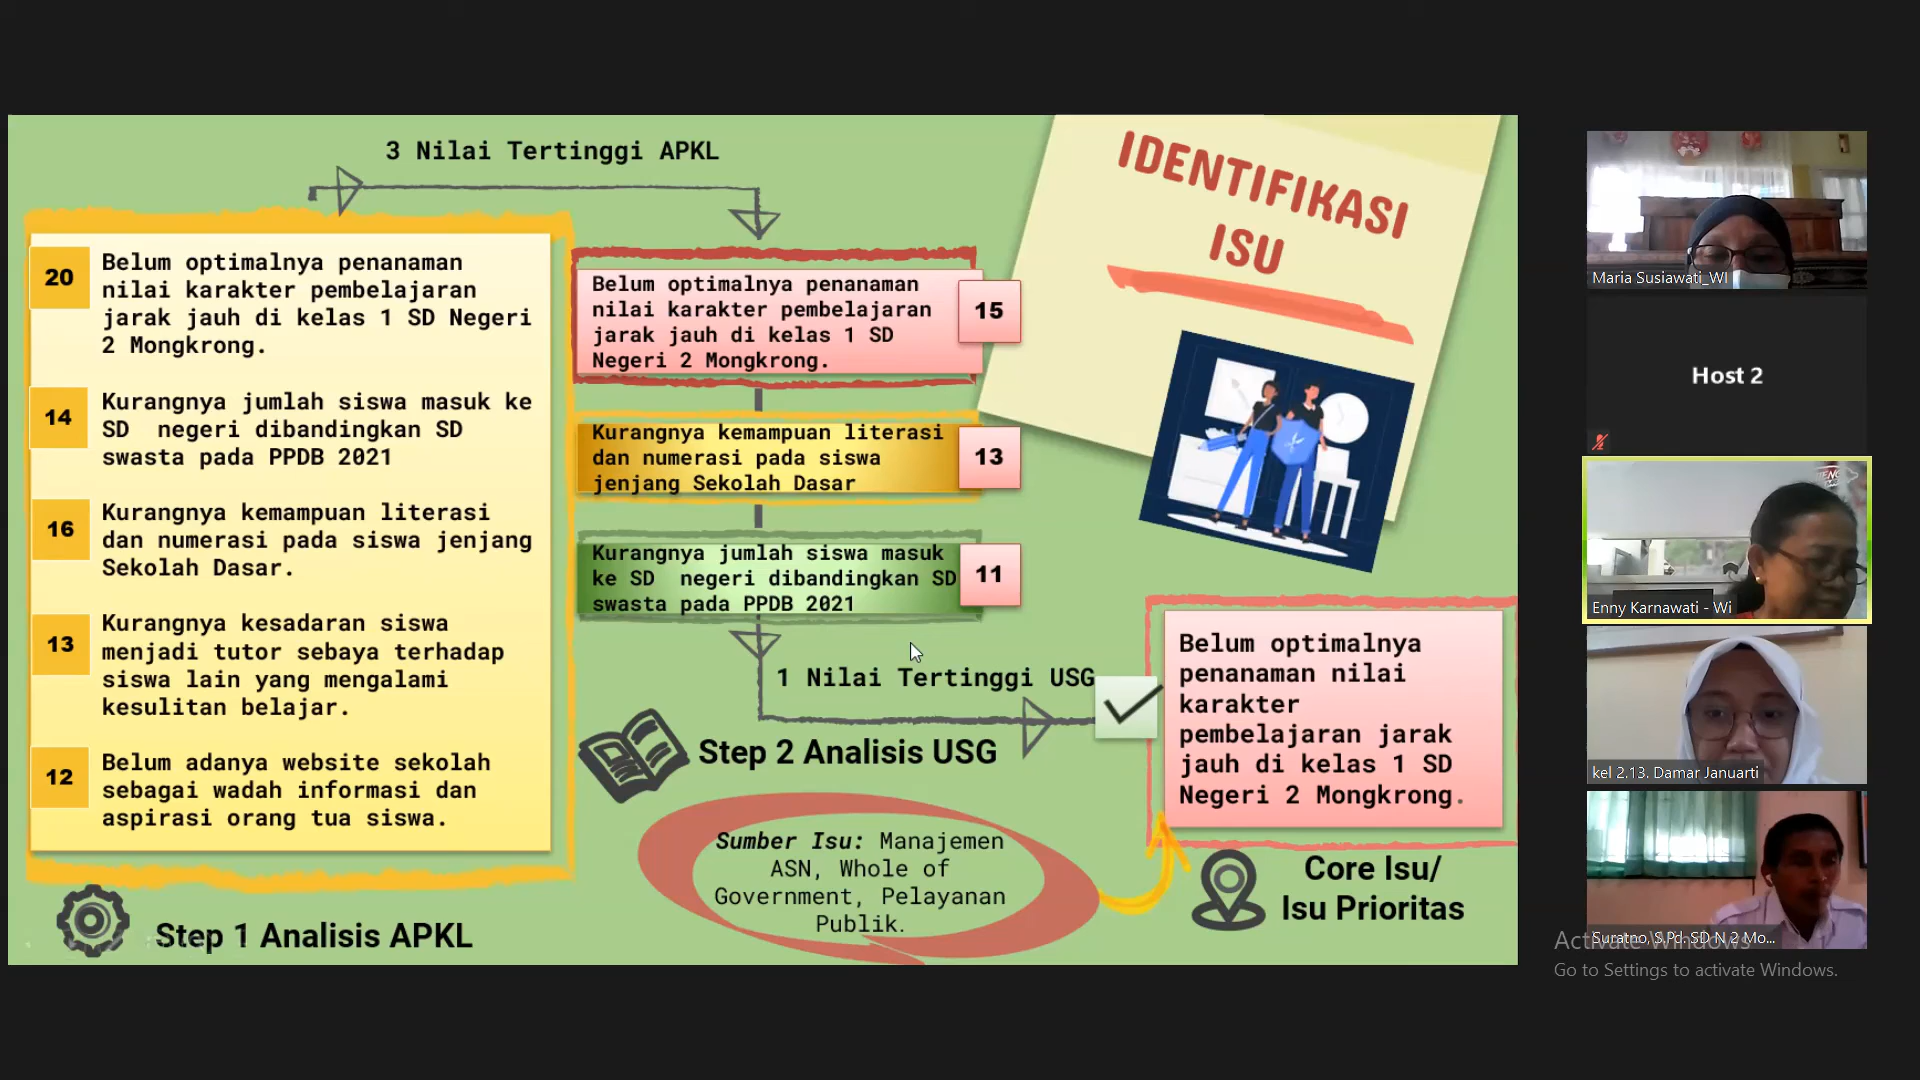 3 Nilai Tertinggi APKL
IDENTIFIKASI
ISU
20
Belum optimalnya penanaman
nilai karakter pembelajaran
jarak jauh di kelas 1 SD Negeri
2 Mongkrong.
14
Kurangnya jumlah siswa masuk ke
SD negeri dibandingkan SD
swasta pada PPDB 2021
16
Kurangnya kemampuan literasi
dan numerasi pada siswa jenjang
Sekolah Dasar.
13
Kurangnya kesadaran siswa
menjadi tutor sebaya terhadap
siswa lain yang mengalami
kesulitan belajar.
12
Belum adanya website sekolah
sebagai wadah informasi dan
aspirasi orang tua siswa.
Step 1 Analisis APKL
Belum optimalnya penanaman
nilai karakter pembelajaran
jarak jauh di kelas 1 SD
Negeri 2 Mongkrong.
15
Kurangnya kemampuan literasi
dan numerasi pada siswa
jenjang Sekolah Dasar
13
Kurangnya jumlah siswa masuk
ke SD negeri dibandingkan SD
swasta pada PPDB 2021
11
1 Nilai Tertinggi USG
Step 2 Analisis USG
Sumber Isu: Manajemen
ASN, Whole of
Government, Pelayanan
Publik.
Belum optimalnya
penanaman nilai
karakter
pembelajaran jarak
jauh di kelas 1 SD
Negeri 2 Mongkrong.
Core Isu/
Isu Prioritas
Maria Susiawati_WI
Host 2
Enny Karnawati - Wi
kel 2.13. Damar Januarti
Suratno, S.Pd. SD N 2 Mo...
Activate Windows
Go to Settings to activate Windows.